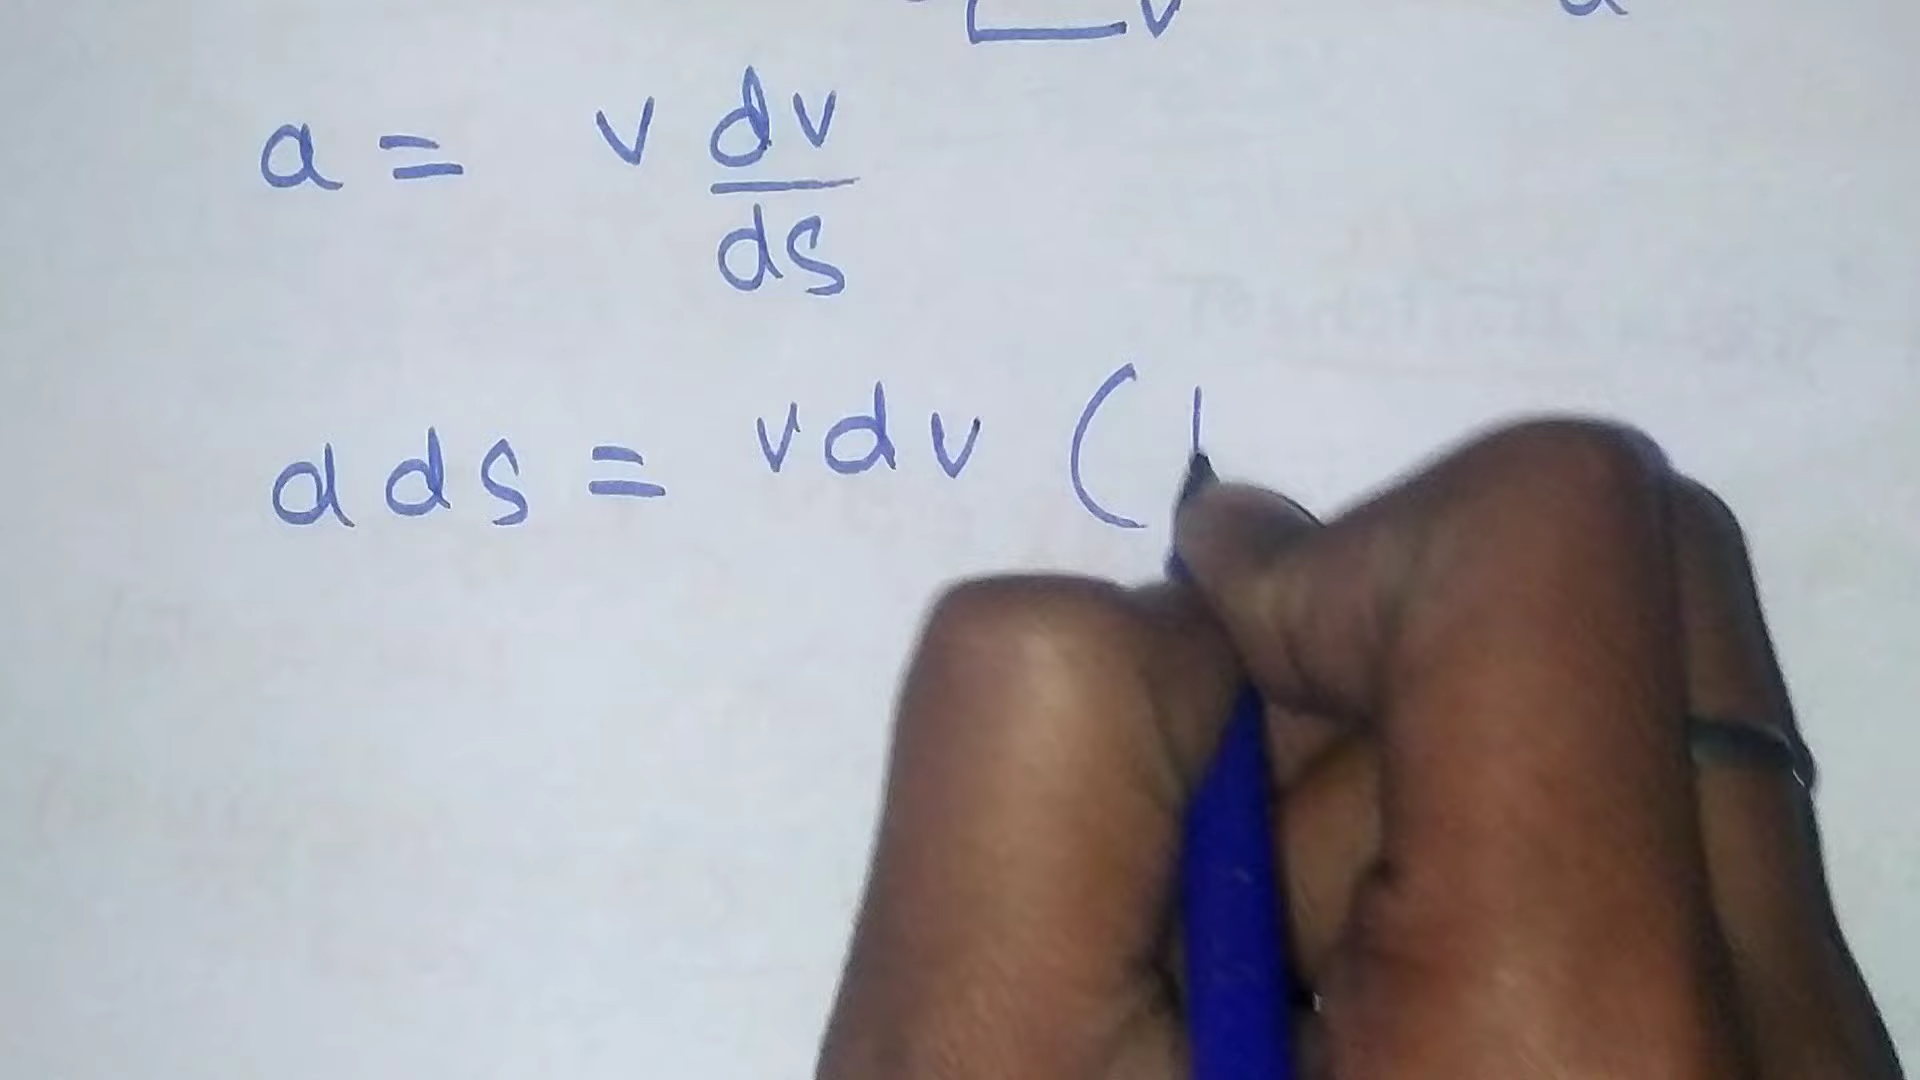 a = v dv/ds
a ds = v dv (